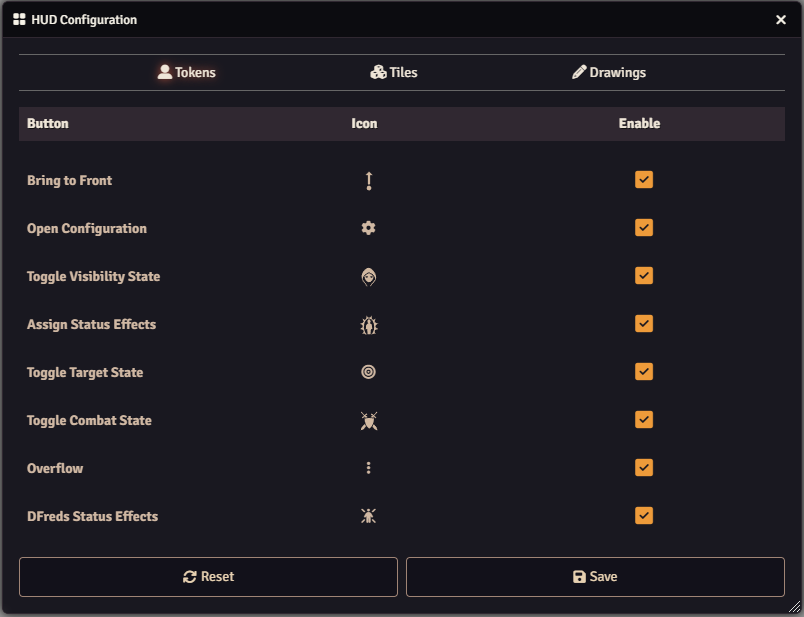 HUD Configuration
Tokens Tiles Drawings
Button Icon Enable
Bring to Front
Open Configuration
Toggle Visibility State
Assign Status Effects
Toggle Target State
Toggle Combat State
Overflow
DFreds Status Effects
Reset Save